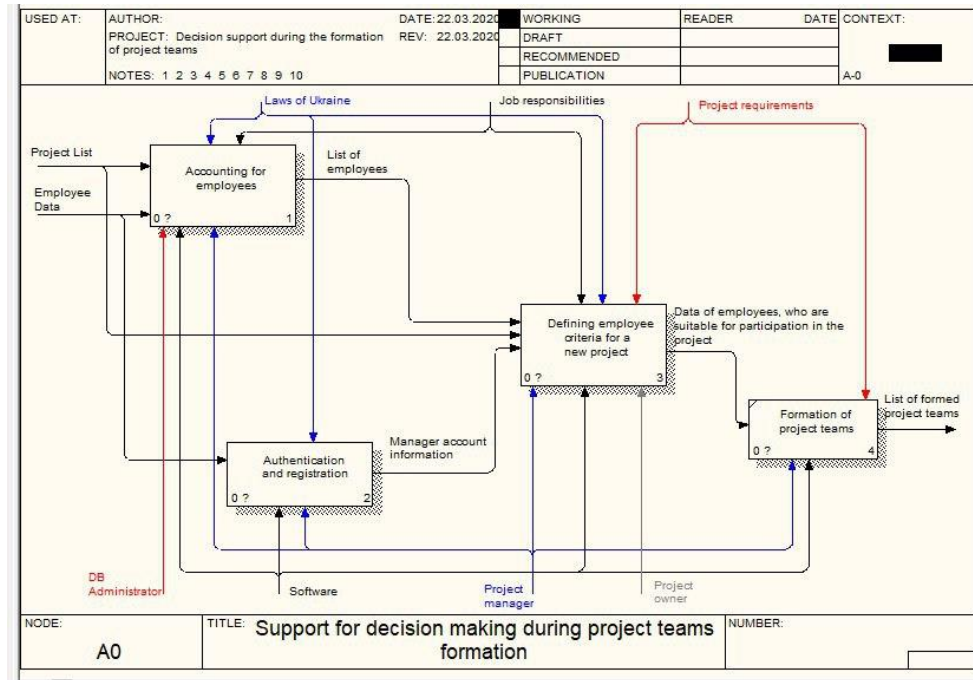 USED AT:
AUTHOR:
DATE: 22.03.2020
WORKING
READER
DATE
CONTEXT:
PROJECT: Decision support during the formation
of project teams
REV: 22.03.2020
DRAFT
RECOMMENDED
NOTES: 1 2 3 4 5 6 7 8 9 10
PUBLICATION
A-0
Laws of Ukraine
Job responsibilities
Project requirements
Project List
Employee
Data
Accounting for
employees
0 ?
1
List of
employees
Defining employee
criteria for a
new project
0 ?
3
Data of employees, who are
suitable for participation in the
project
Formation of
project teams
0 ?
4
List of formed
project teams
Manager account
information
Authentication
and registration
0 ?
2
DB
Administrator
Software
Project
manager
Project
owner
NODE:
A0
TITLE:
Support for decision making during project teams
formation
NUMBER: